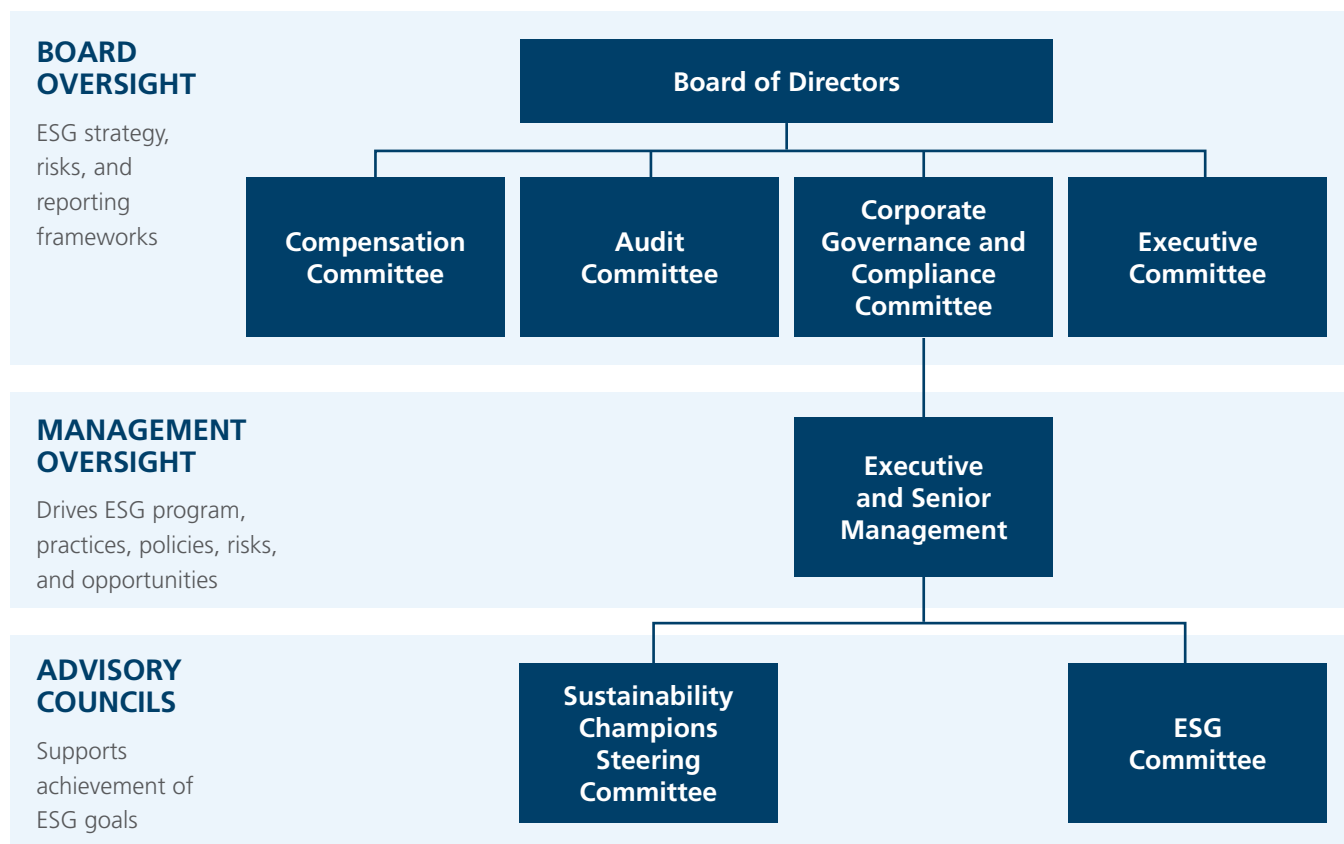 BOARD
OVERSIGHT
ESG strategy,
risks, and
reporting
frameworks
Board of Directors
Compensation
Committee
Audit
Committee
Corporate
Governance and
Compliance
Committee
Executive
Committee
MANAGEMENT
OVERSIGHT
Drives ESG program,
practices, policies, risks,
and opportunities
Executive
and Senior
Management
ADVISORY
COUNCILS
Supports
achievement of
ESG goals
Sustainability
Champions
Steering
Committee
ESG
Committee